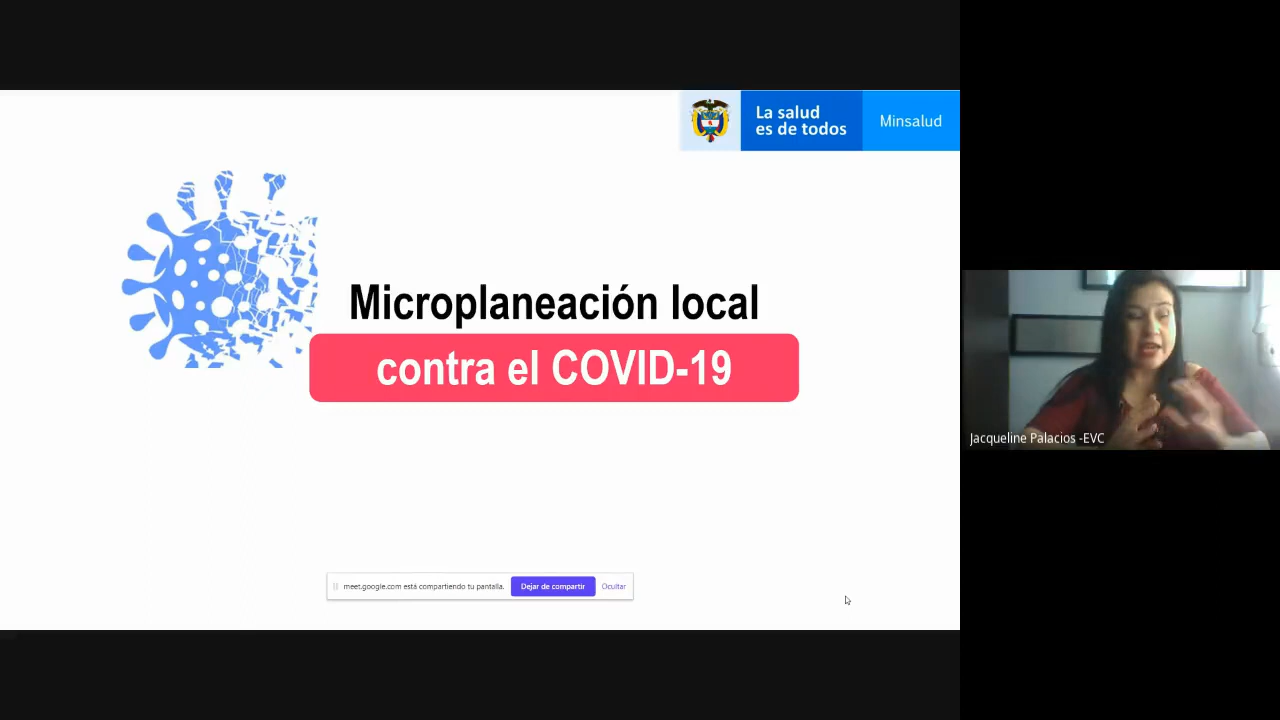 La salud
es de todos
Minsalud
Microplaneación local
contra el COVID-19
Jacqueline Palacios -EVC
meet.google.com está compartiendo tu pantalla.
Dejar de compartir
Ocultar